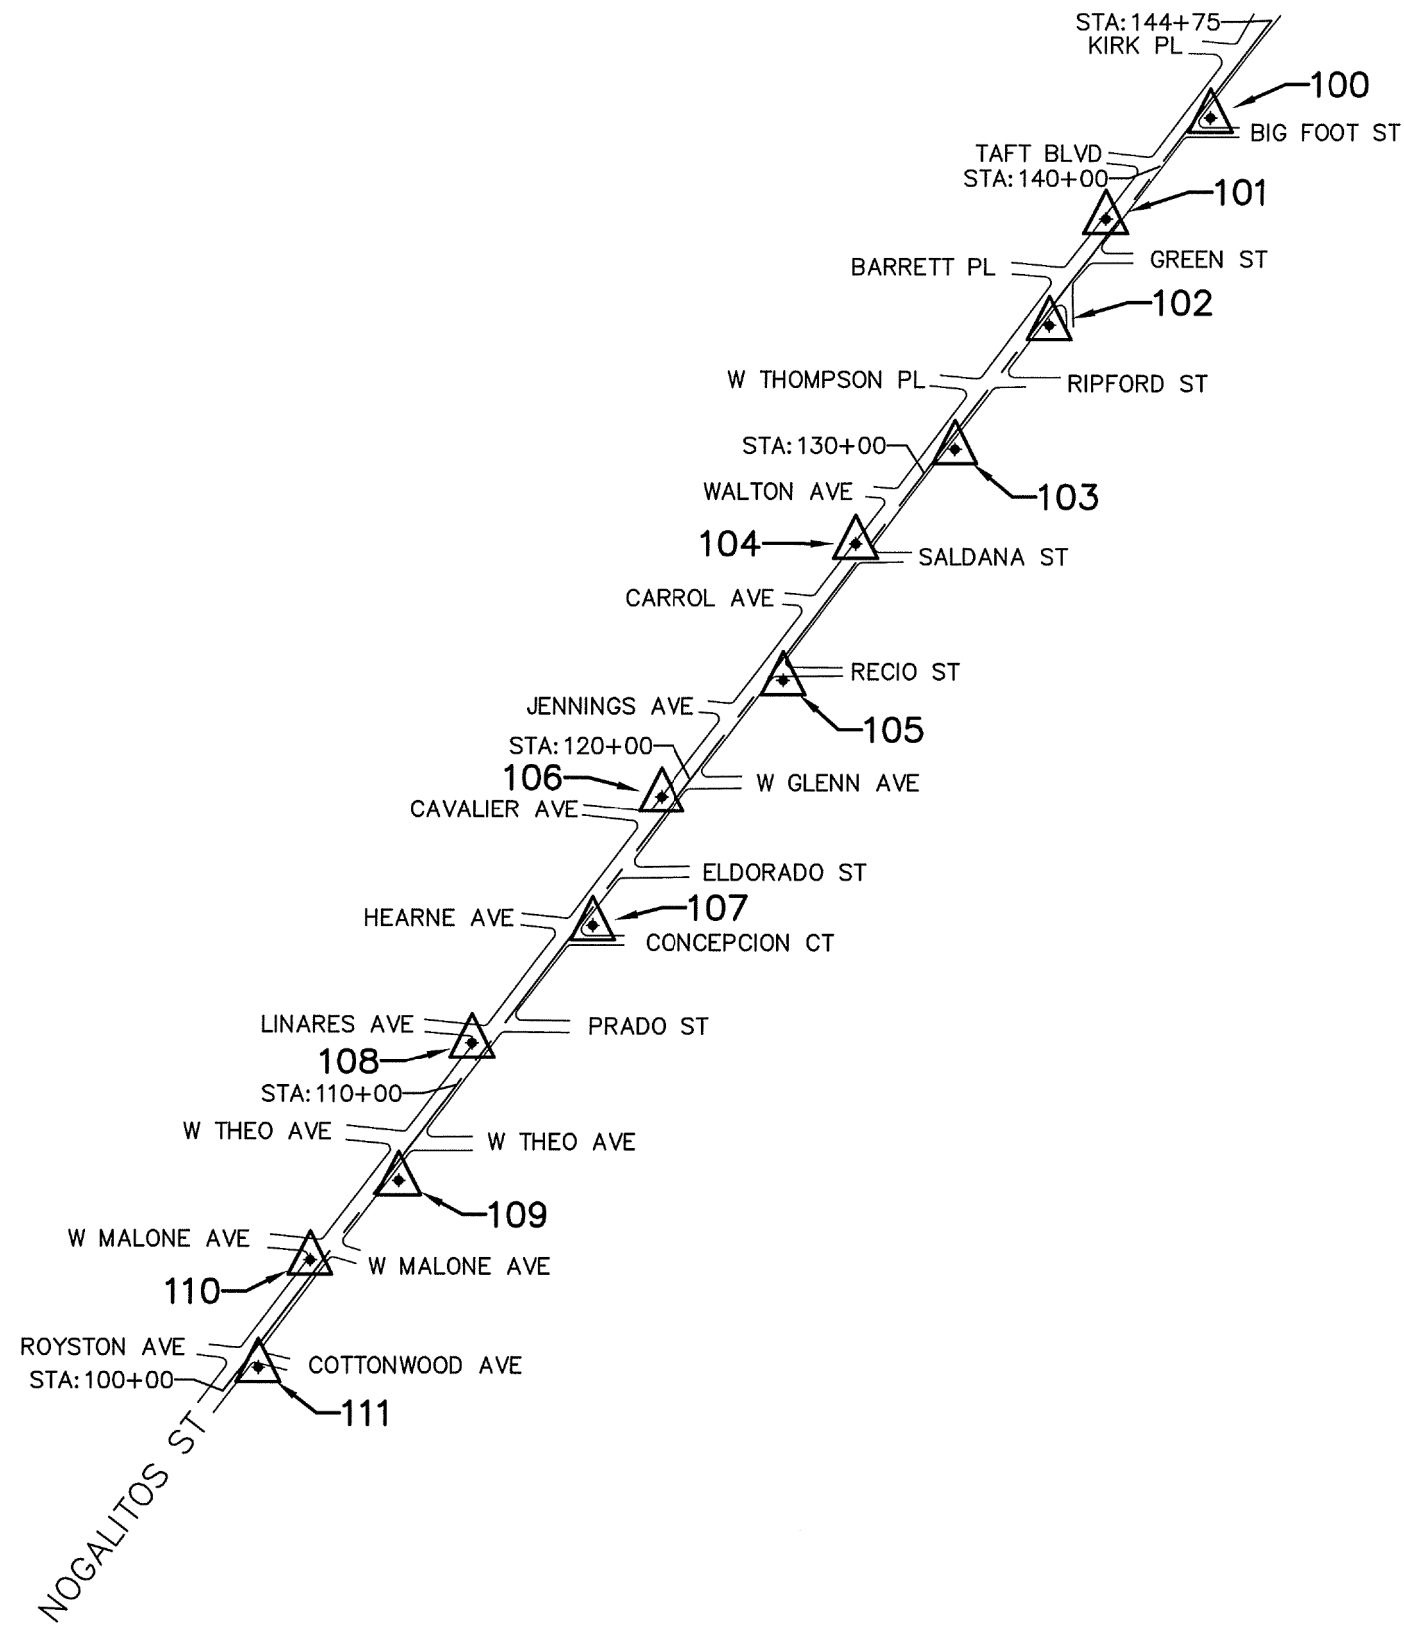 STA:144+75
KIRK PL
100
BIG FOOT ST
TAFT BLVD
STA:140+00
101
GREEN ST
BARRETT PL
102
W THOMPSON PL
RIPFORD ST
STA:130+00
WALTON AVE
103
104
SALDANA ST
CARROL AVE
RECIO ST
JENNINGS AVE
105
STA:120+00
106
W GLENN AVE
CAVALIER AVE
ELDORADO ST
107
HEARNE AVE
CONCEPCION CT
LINARES AVE
PRADO ST
108
STA:110+00
W THEO AVE
W THEO AVE
109
W MALONE AVE
W MALONE AVE
110
ROYSTON AVE
COTTONWOOD AVE
STA:100+00
111
NOGALITOS ST